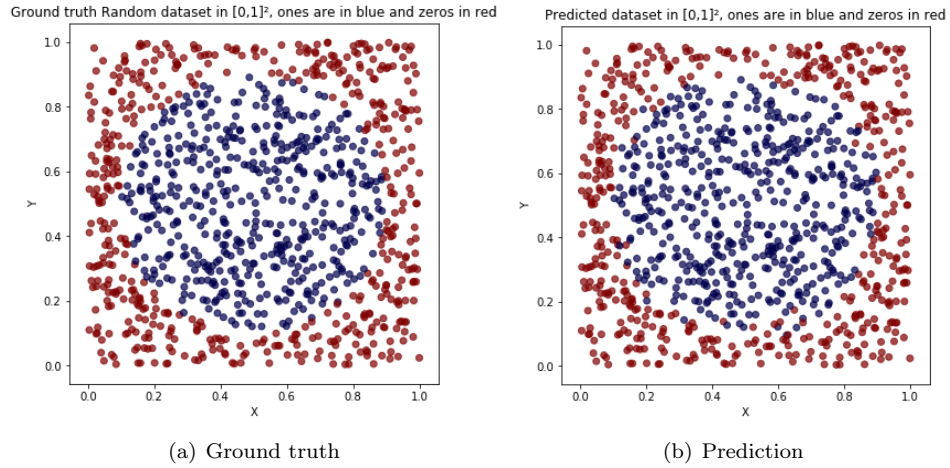 Ground truth Random dataset in [0,1]², ones are in blue and zeros in red
1.0
0.8
0.6
0.4
0.2
0.0
Y
0.0 0.2 0.4 0.6 0.8 1.0
X
(a) Ground truth
Predicted dataset in [0,1]², ones are in blue and zeros in red
1.0
0.8
0.6
0.4
0.2
0.0
Y
0.0 0.2 0.4 0.6 0.8 1.0
X
(b) Prediction